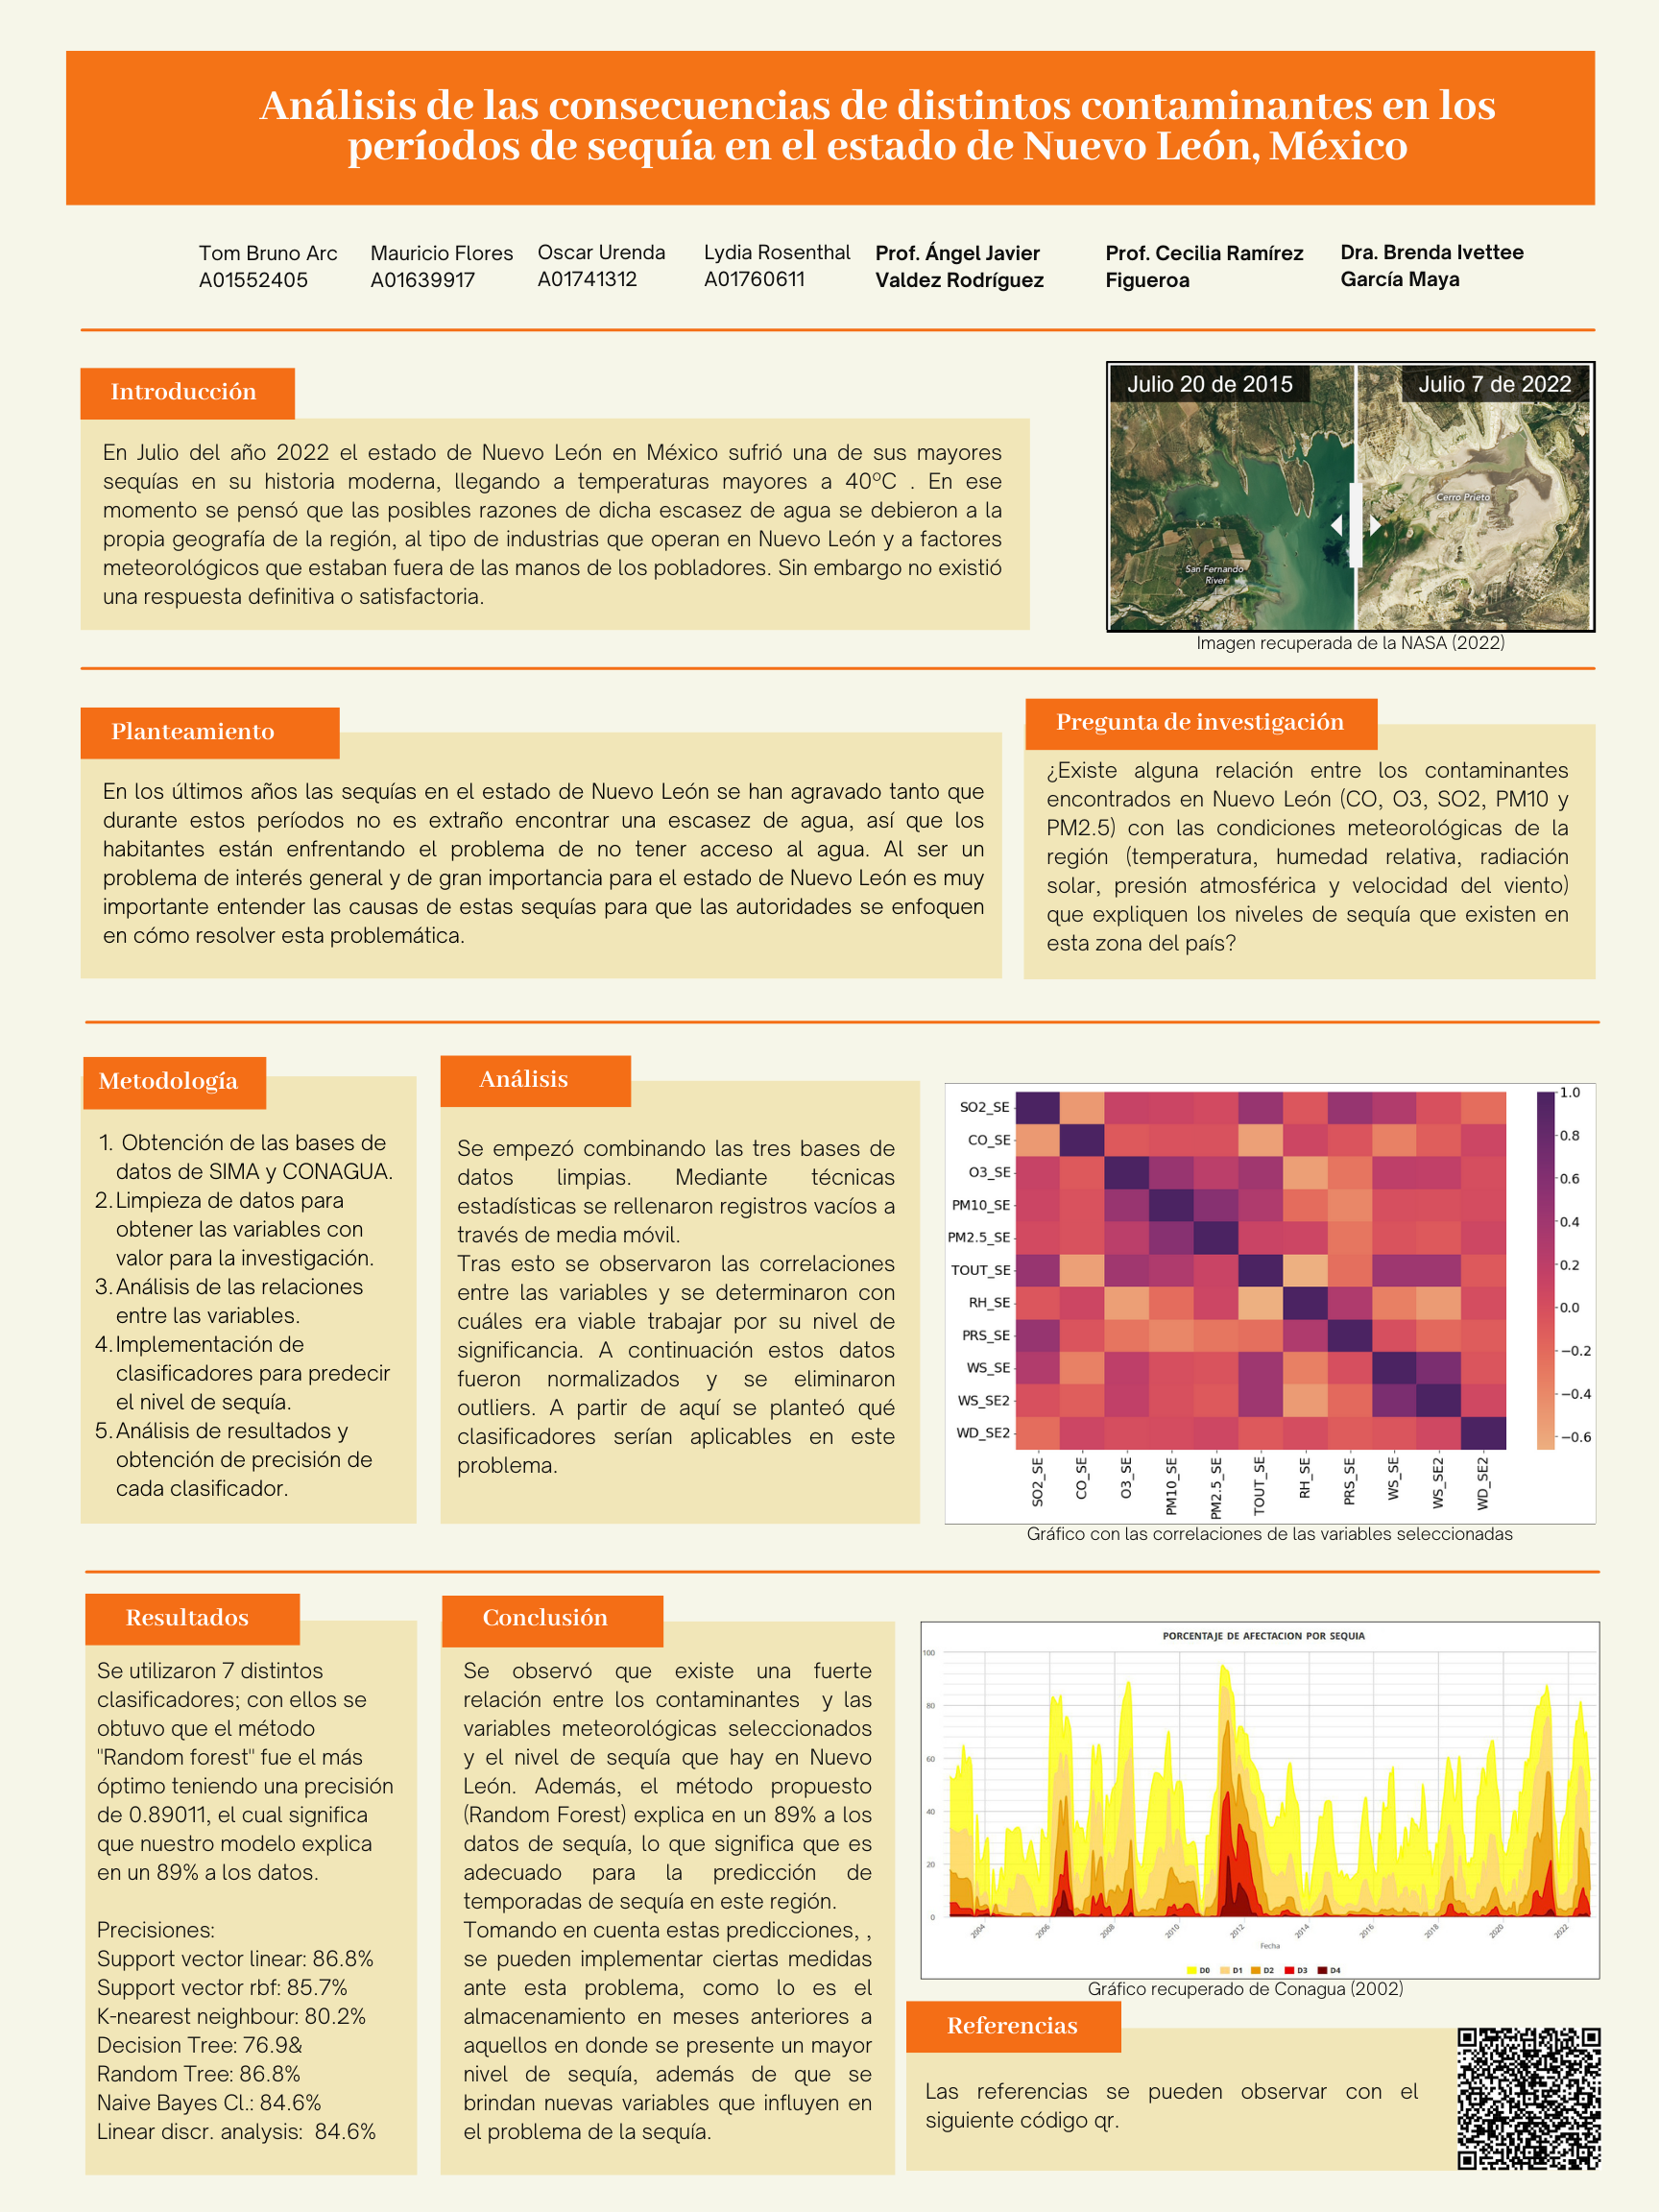 Análisis de las consecuencias de distintos contaminantes en los
períodos de sequía en el estado de Nuevo León, México
Tom Bruno Arc
A01552405
Mauricio Flores
A01639917
Oscar Urenda
A01741312
Lydia Rosenthal
A01760611
Prof. Ángel Javier
Valdez Rodríguez
Prof. Cecilia Ramírez
Figueroa
Dra. Brenda Ivettee
García Maya
Introducción
En Julio del año 2022 el estado de Nuevo León en México sufrió una de sus mayores
sequías en su historia moderna, llegando a temperaturas mayores a 40ºC . En ese
momento se pensó que las posibles razones de dicha escasez de agua se debieron a la
propia geografía de la región, al tipo de industrias que operan en Nuevo León y a factores
meteorológicos que estaban fuera de las manos de los pobladores. Sin embargo no existió
una respuesta definitiva o satisfactoria.
Julio 20 de 2015
Julio 7 de 2022
Cerro Prieto
San Fernando
River
Imagen recuperada de la NASA (2022)
Planteamiento
En los últimos años las sequías en el estado de Nuevo León se han agravado tanto que
durante estos períodos no es extraño encontrar una escasez de agua, así que los
habitantes están enfrentando el problema de no tener acceso al agua. Al ser un
problema de interés general y de gran importancia para el estado de Nuevo León es muy
importante entender las causas de estas sequías para que las autoridades se enfoquen
en cómo resolver esta problemática.
Pregunta de investigación
¿Existe alguna relación entre los contaminantes
encontrados en Nuevo León (CO, O3, SO2, PM10 y
PM2.5) con las condiciones meteorológicas de la
región (temperatura, humedad relativa, radiación
solar, presión atmosférica y velocidad del viento)
que expliquen los niveles de sequía que existen en
esta zona del país?
Metodología
1. Obtención de las bases de
datos de SIMA y CONAGUA.
2. Limpieza de datos para
obtener las variables con
valor para la investigación.
3. Análisis de las relaciones
entre las variables.
4. Implementación de
clasificadores para predecir
el nivel de sequía.
5. Análisis de resultados y
obtención de precisión de
cada clasificador.
Análisis
Se empezó combinando las tres bases de
datos limpias. Mediante técnicas
estadísticas se rellenaron registros vacíos a
través de media móvil.
Tras esto se observaron las correlaciones
entre las variables y se determinaron con
cuáles era viable trabajar por su nivel de
significancia. A continuación estos datos
fueron normalizados y se eliminaron
outliers. A partir de aquí se planteó qué
clasificadores serían aplicables en este
problema.
SO2_SE
CO_SE
O3_SE
PM10_SE
PM2.5_SE
TOUT_SE
RH_SE
PRS_SE
WS_SE
WS_SE2
WD_SE2
SO2_SE
CO_SE
O3_SE
PM10_SE
PM2.5_SE
TOUT_SE
RH_SE
PRS_SE
WS_SE
WS_SE2
WD_SE2
1.0
0.8
0.6
0.4
0.2
0.0
−0.2
−0.4
−0.6
Gráfico con las correlaciones de las variables seleccionadas
Resultados
Se utilizaron 7 distintos
clasificadores; con ellos se
obtuvo que el método
"Random forest" fue el más
óptimo teniendo una precisión
de 0.89011, el cual significa
que nuestro modelo explica
en un 89% a los datos.
Precisiones:
Support vector linear: 86.8%
Support vector rbf: 85.7%
K-nearest neighbour: 80.2%
Decision Tree: 76.9&
Random Tree: 86.8%
Naive Bayes Cl.: 84.6%
Linear discr. analysis: 84.6%
Conclusión
Se observó que existe una fuerte
relación entre los contaminantes y las
variables meteorológicas seleccionados
y el nivel de sequía que hay en Nuevo
León. Además, el método propuesto
(Random Forest) explica en un 89% a los
datos de sequía, lo que significa que es
adecuado para la predicción de
temporadas de sequía en este región.
Tomando en cuenta estas predicciones, ,
se pueden implementar ciertas medidas
ante esta problema, como lo es el
almacenamiento en meses anteriores a
aquellos en donde se presente un mayor
nivel de sequía, además de que se
brindan nuevas variables que influyen en
el problema de la sequía.
PORCENTAJE DE AFECTACION POR SEQUIA
100
80
60
40
20
0
2004
2006
2008
2010
2012
2014
2016
2018
2020
2022
Fecha
D0 D1 D2 D3 D4
Gráfico recuperado de Conagua (2002)
Referencias
Las referencias se pueden observar con el
siguiente código qr.